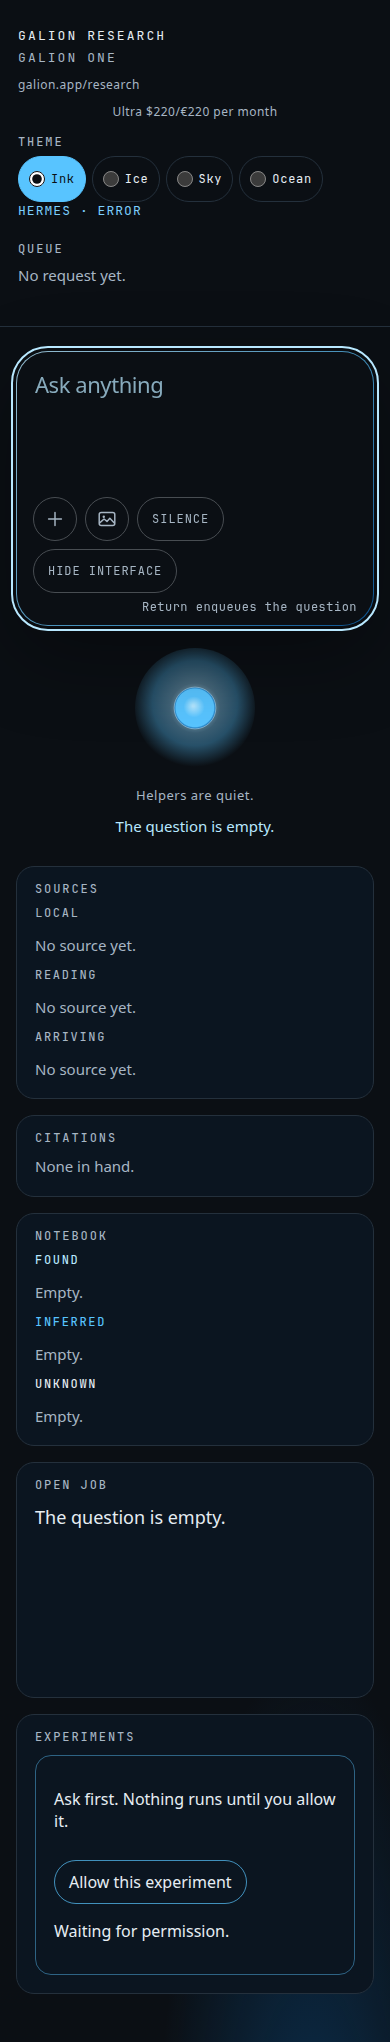 GALION RESEARCH
GALION ONE
galion.app/research
Ultra $220/€220 per month
THEME
Ink
Ice
Sky
Ocean
HERMES · ERROR
QUEUE
No request yet.
Ask anything
SILENCE
HIDE INTERFACE
Return enqueues the question
Helpers are quiet.
The question is empty.
SOURCES
LOCAL
No source yet.
READING
No source yet.
ARRIVING
No source yet.
CITATIONS
None in hand.
NOTEBOOK
FOUND
Empty.
INFERRED
Empty.
UNKNOWN
Empty.
OPEN JOB
The question is empty.
EXPERIMENTS
Ask first. Nothing runs until you allow
it.
Allow this experiment
Waiting for permission.